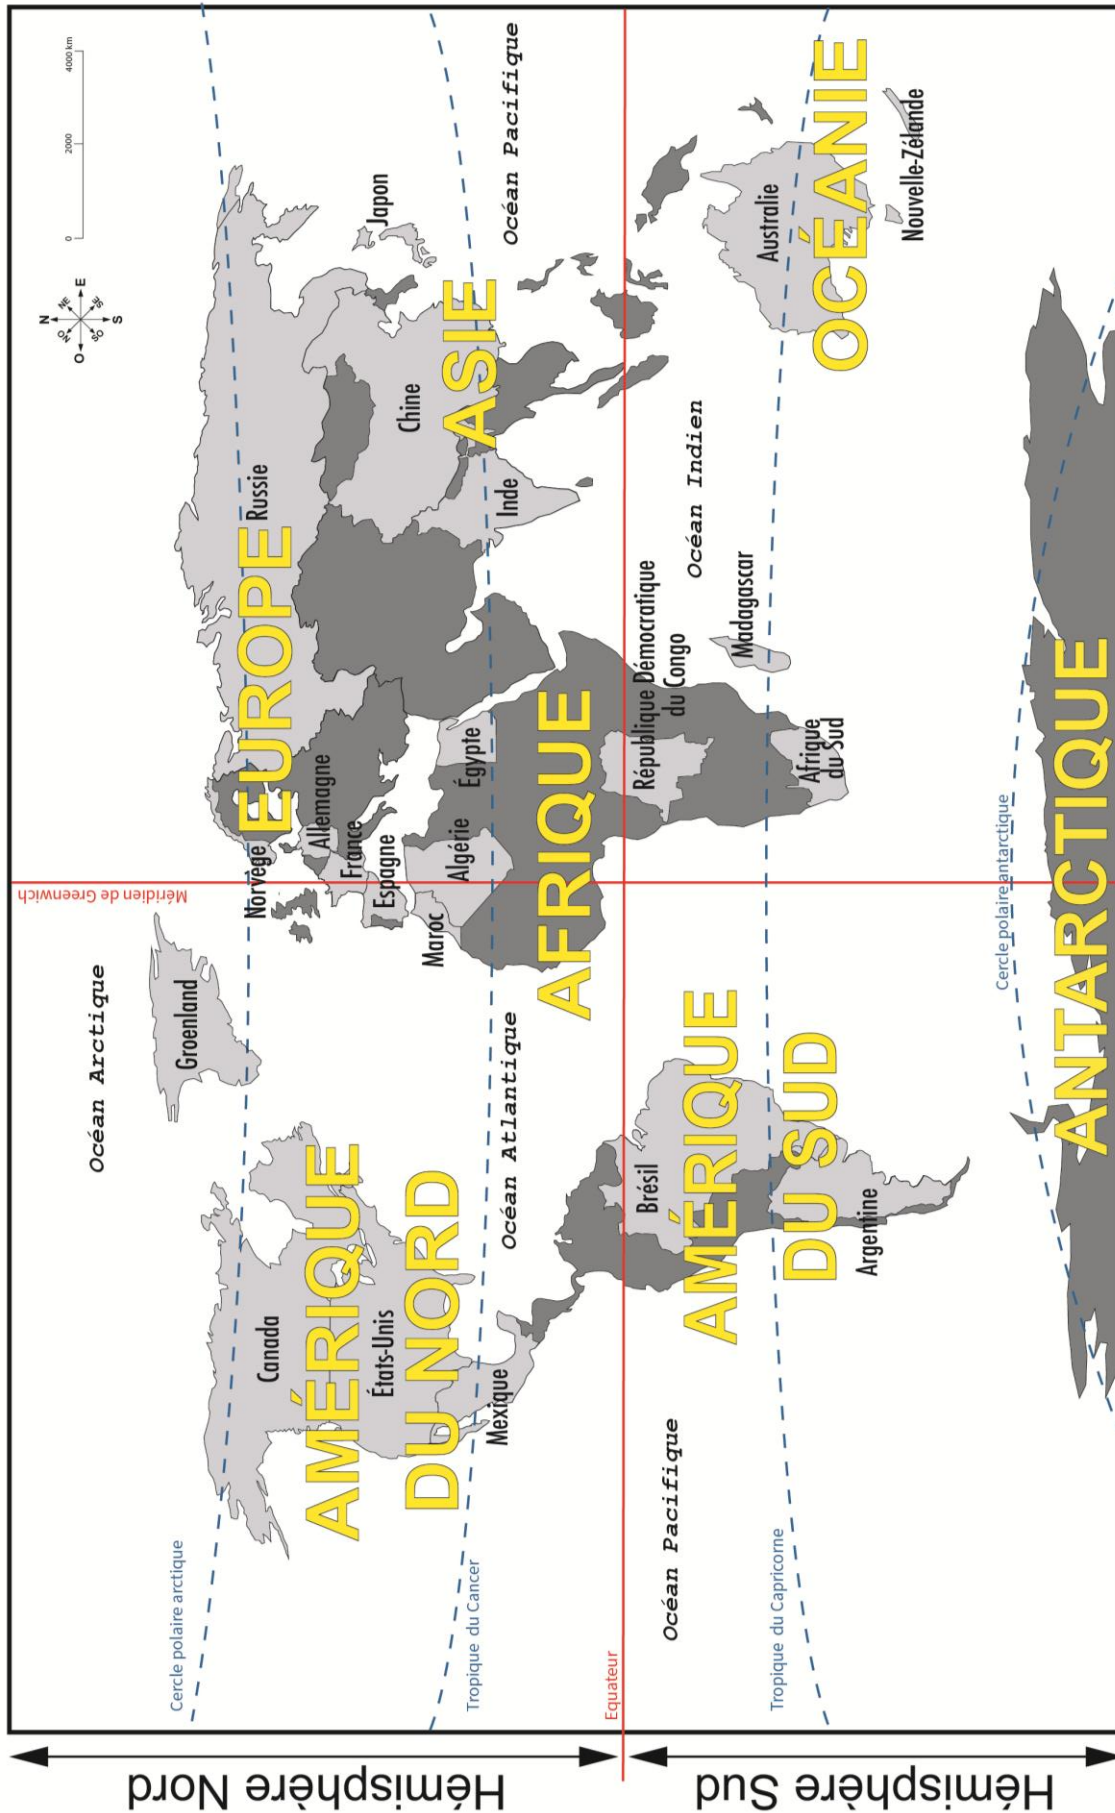 Hémisphère Nord
Hémisphère Sud
N
NE
E
SE
S
SO
O
NO
0
2000
4000 km
Océan Arctique
Méridien de Greenwich
Cercle polaire arctique
Groenland
Norvège
EUROPE
Russie
Canada
AMÉRIQUE
DU NORD
États-Unis
Allemagne
France
Espagne
Japon
Chine
ASIE
Maroc
Algérie
Égypte
Inde
Mexique
Tropique du Cancer
Océan Atlantique
Océan Pacifique
AFRIQUE
Equateur
Océan Pacifique
Brésil
République Démocratique
du Congo
Océan Indien
AMÉRIQUE
DU SUD
Madagascar
Australie
Tropique du Capricorne
Afrique
du Sud
OCÉANIE
Argentine
Nouvelle-Zélande
Cercle polaire antarctique
ANTARCTIQUE